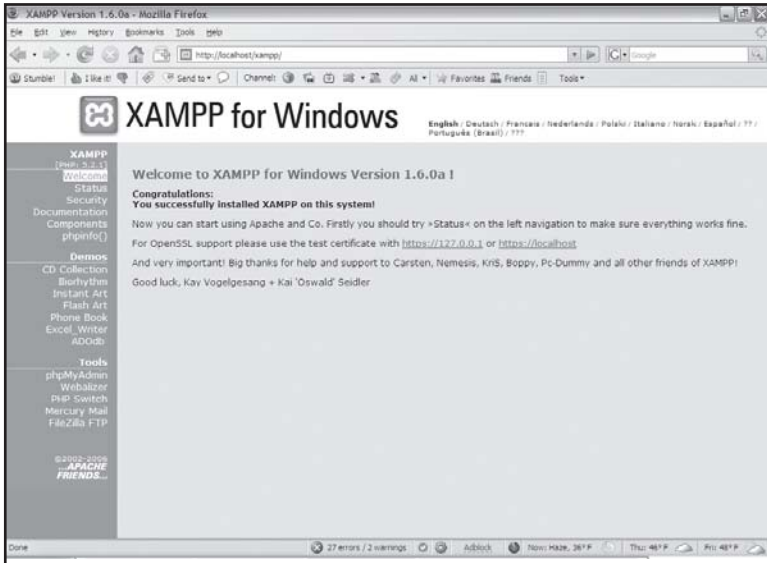 XAMPP Version 1.6.0a - Mozilla Firefox
File Edit View History Bookmarks Tools Help
http://localhost/xampp/
Google
Stumble! I like it! Send to Channel: All Favorites Friends Tools
XAMPP for Windows
English / Deutsch / Francais / Nederlands / Polski / Italiano / Norsk / Español / ?? /
Português (Brasil) / ???
XAMPP
[PHP: 5.2.1]
Welcome
Status
Security
Documentation
Components
phpinfo()
Demos
CD Collection
Biorhythm
Instant Art
Flash Art
Phone Book
Excel_Writer
ADOdb
Tools
phpMyAdmin
Webalizer
PHP Switch
Mercury Mail
FileZilla FTP
©2002-2006
...APACHE
FRIENDS...
Welcome to XAMPP for Windows Version 1.6.0a !
Congratulations:
You successfully installed XAMPP on this system!
Now you can start using Apache and Co. Firstly you should try »Status« on the left navigation to make sure everything works fine.
For OpenSSL support please use the test certificate with https://127.0.0.1 or https://localhost
And very important! Big thanks for help and support to Carsten, Nemesis, KriS, Boppy, Pc-Dummy and all other friends of XAMPP!
Good luck, Kay Vogelgesang + Kai 'Oswald' Seidler
Done 27 errors / 2 warnings Adblock Now: Haze, 26°F Thu: 46°F Fri: 48°F